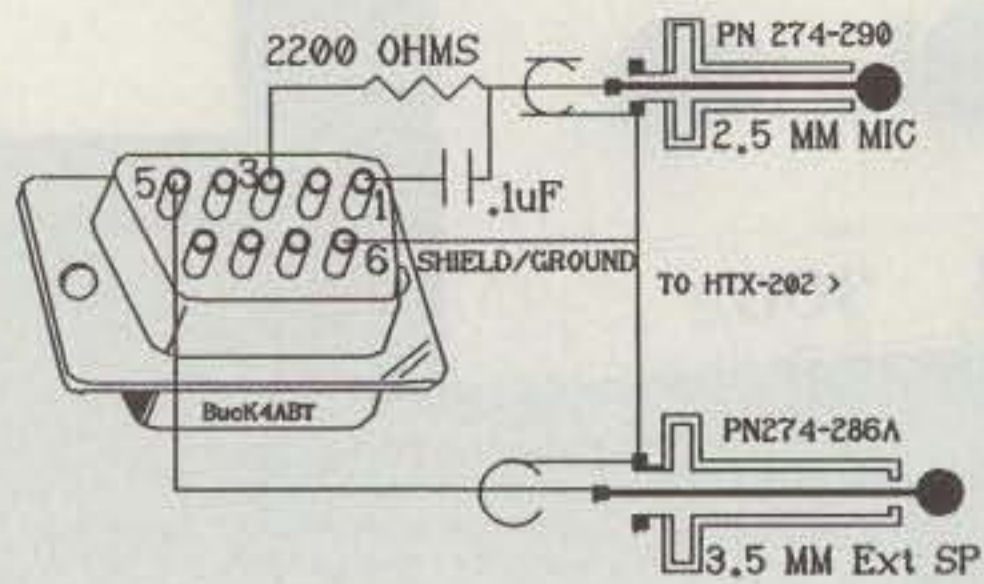 PN 274-290
2200 OHMS
2.5 MM MIC
5
3
1
.1uF
6
SHIELD/GROUND
TO HTX-202 >
BucK4ABT
PN274-286A
3.5 MM Ext SP